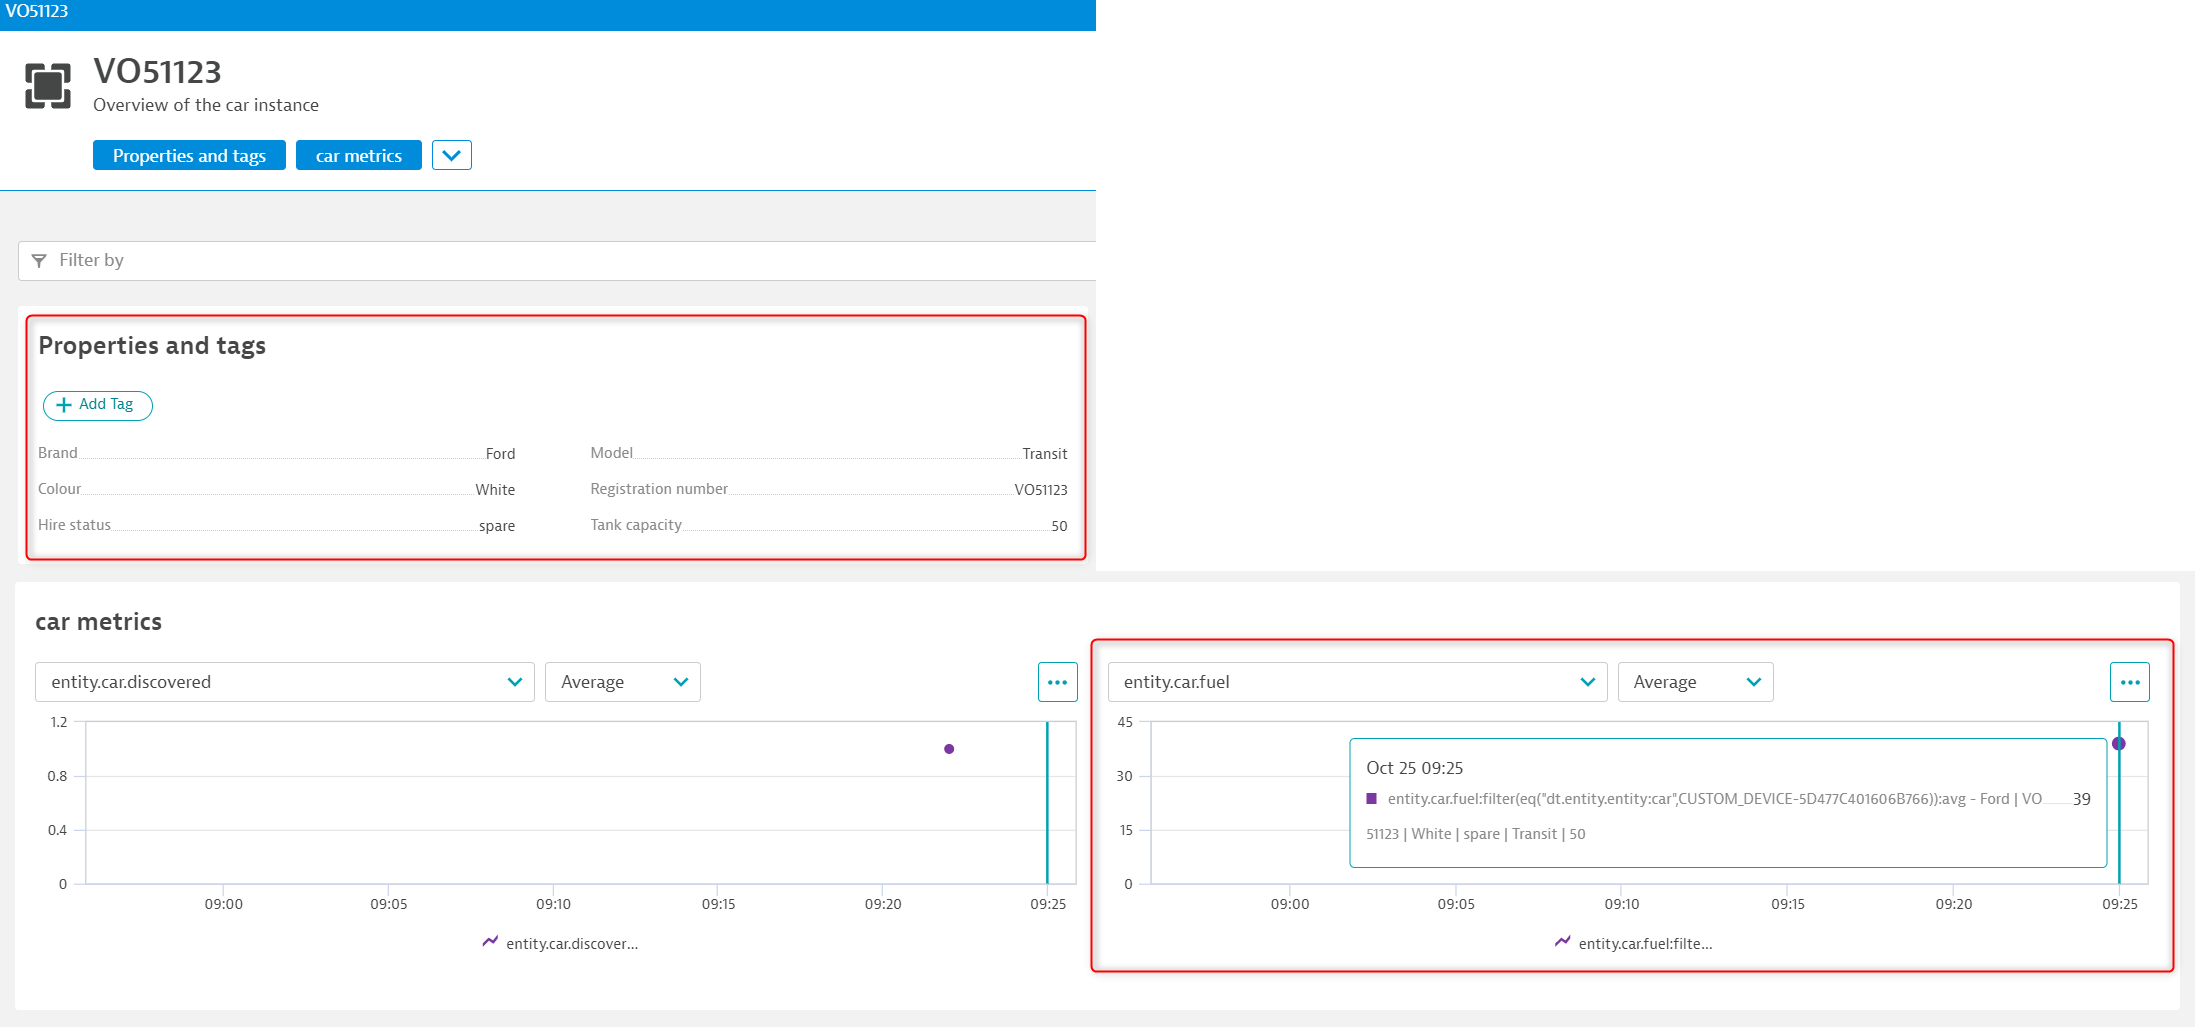 VO51123
VO51123
Overview of the car instance
Properties and tags
car metrics
Filter by
Properties and tags
Add Tag
Brand Ford
Model Transit
Colour White
Registration number VO51123
Hire status spare
Tank capacity 50
car metrics
entity.car.discovered
Average
1.2
0.8
0.4
0
09:00 09:05 09:10 09:15 09:20 09:25
entity.car.discover...
entity.car.fuel
Average
45
30
15
0
Oct 25 09:25
entity.car.fuel:filter(eq("dt.entity.entity:car",CUSTOM_DEVICE-5D477C401606B766)):avg - Ford | VO 39
51123 | White | spare | Transit | 50
09:00 09:05 09:10 09:15 09:20 09:25
entity.car.fuel:filte...